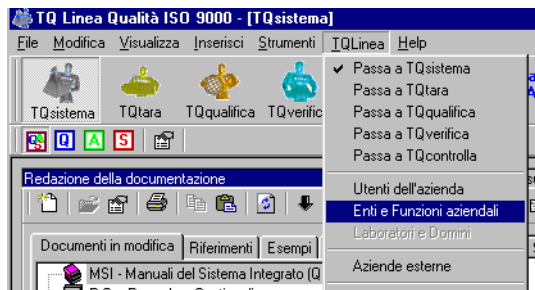 TQ Linea Qualità ISO 9000 - [TQsistema]
File Modifica Visualizza Inserisci Strumenti TQLinea Help
TQsistema TQtara TQqualifica TQverific
Passa a TQsistema
Passa a TQtara
Passa a TQqualifica
Passa a TQverifica
Passa a TQcontrolla
Utenti dell'azienda
Enti e Funzioni aziendali
Laboratori e Domini
Aziende esterne
Q Q A S
Redazione della documentazione
Documenti in modifica Riferimenti Esempi
MSI - Manuali del Sistema Integrato (Q